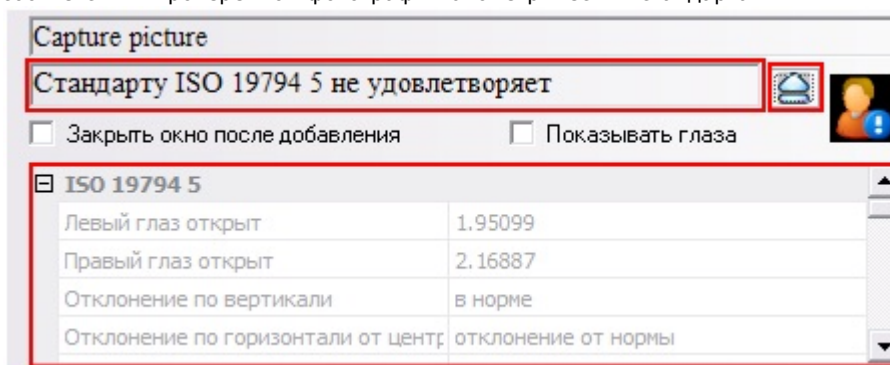 Capture picture
Стандарту ISO 19794 5 не удовлетворяет
Закрыть окно после добавления Показывать глаза
ISO 19794 5
Левый глаз открыт 1.95099
Правый глаз открыт 2.16887
Отклонение по вертикали в норме
Отклонение по горизонтали от центр отклонение от нормы